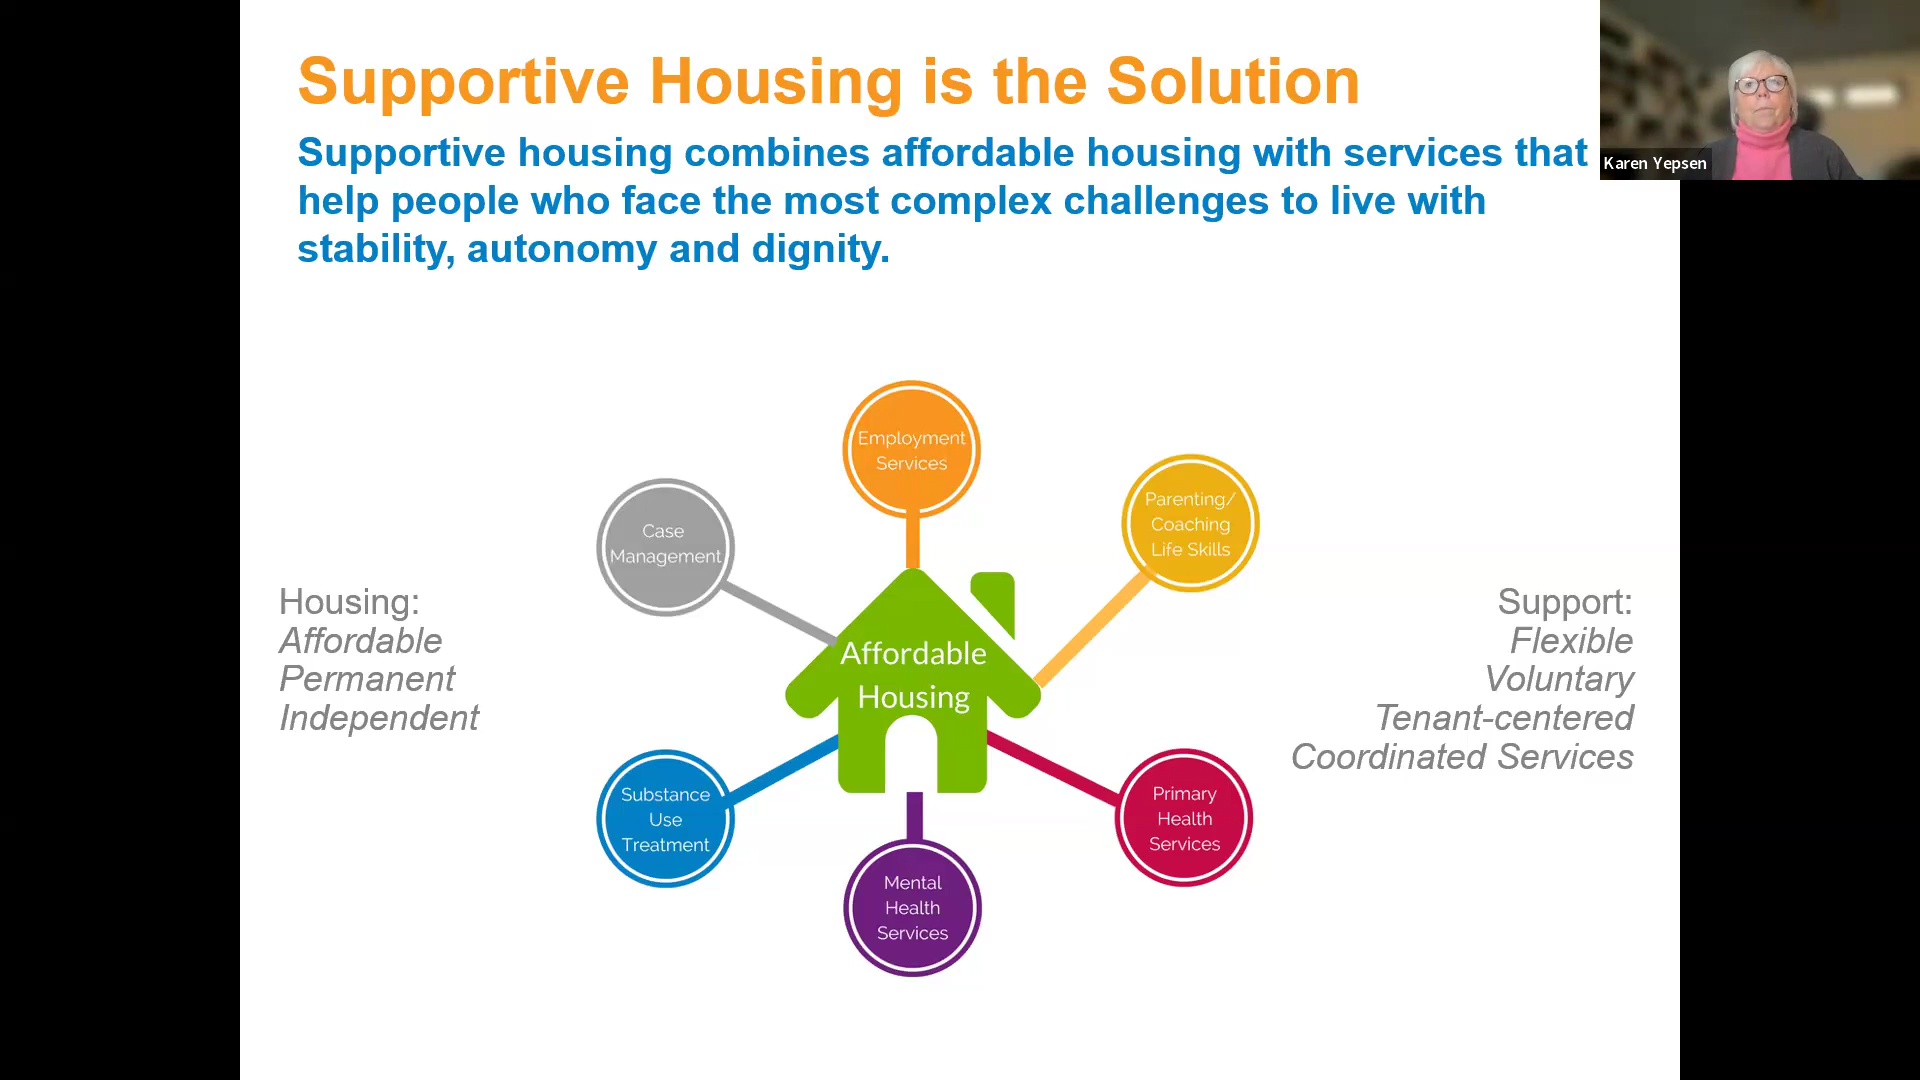 Supportive Housing is the Solution
Supportive housing combines affordable housing with services that
help people who face the most complex challenges to live with
stability, autonomy and dignity.
Karen Yepsen
Employment
Services
Parenting/
Coaching
Life Skills
Case
Management
Housing:
Affordable
Permanent
Independent
Affordable
Housing
Support:
Flexible
Voluntary
Tenant-centered
Coordinated Services
Substance
Use
Treatment
Primary
Health
Services
Mental
Health
Services